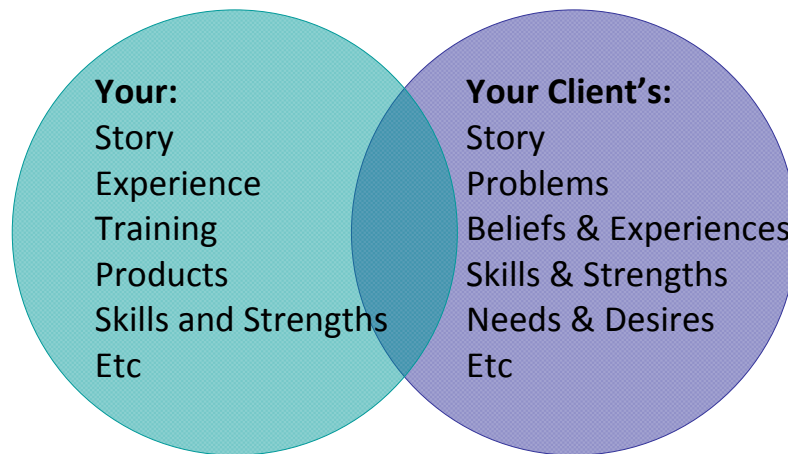 Your:
Story
Experience
Training
Products
Skills and Strengths
Etc
Your Client’s:
Story
Problems
Beliefs & Experiences
Skills & Strengths
Needs & Desires
Etc